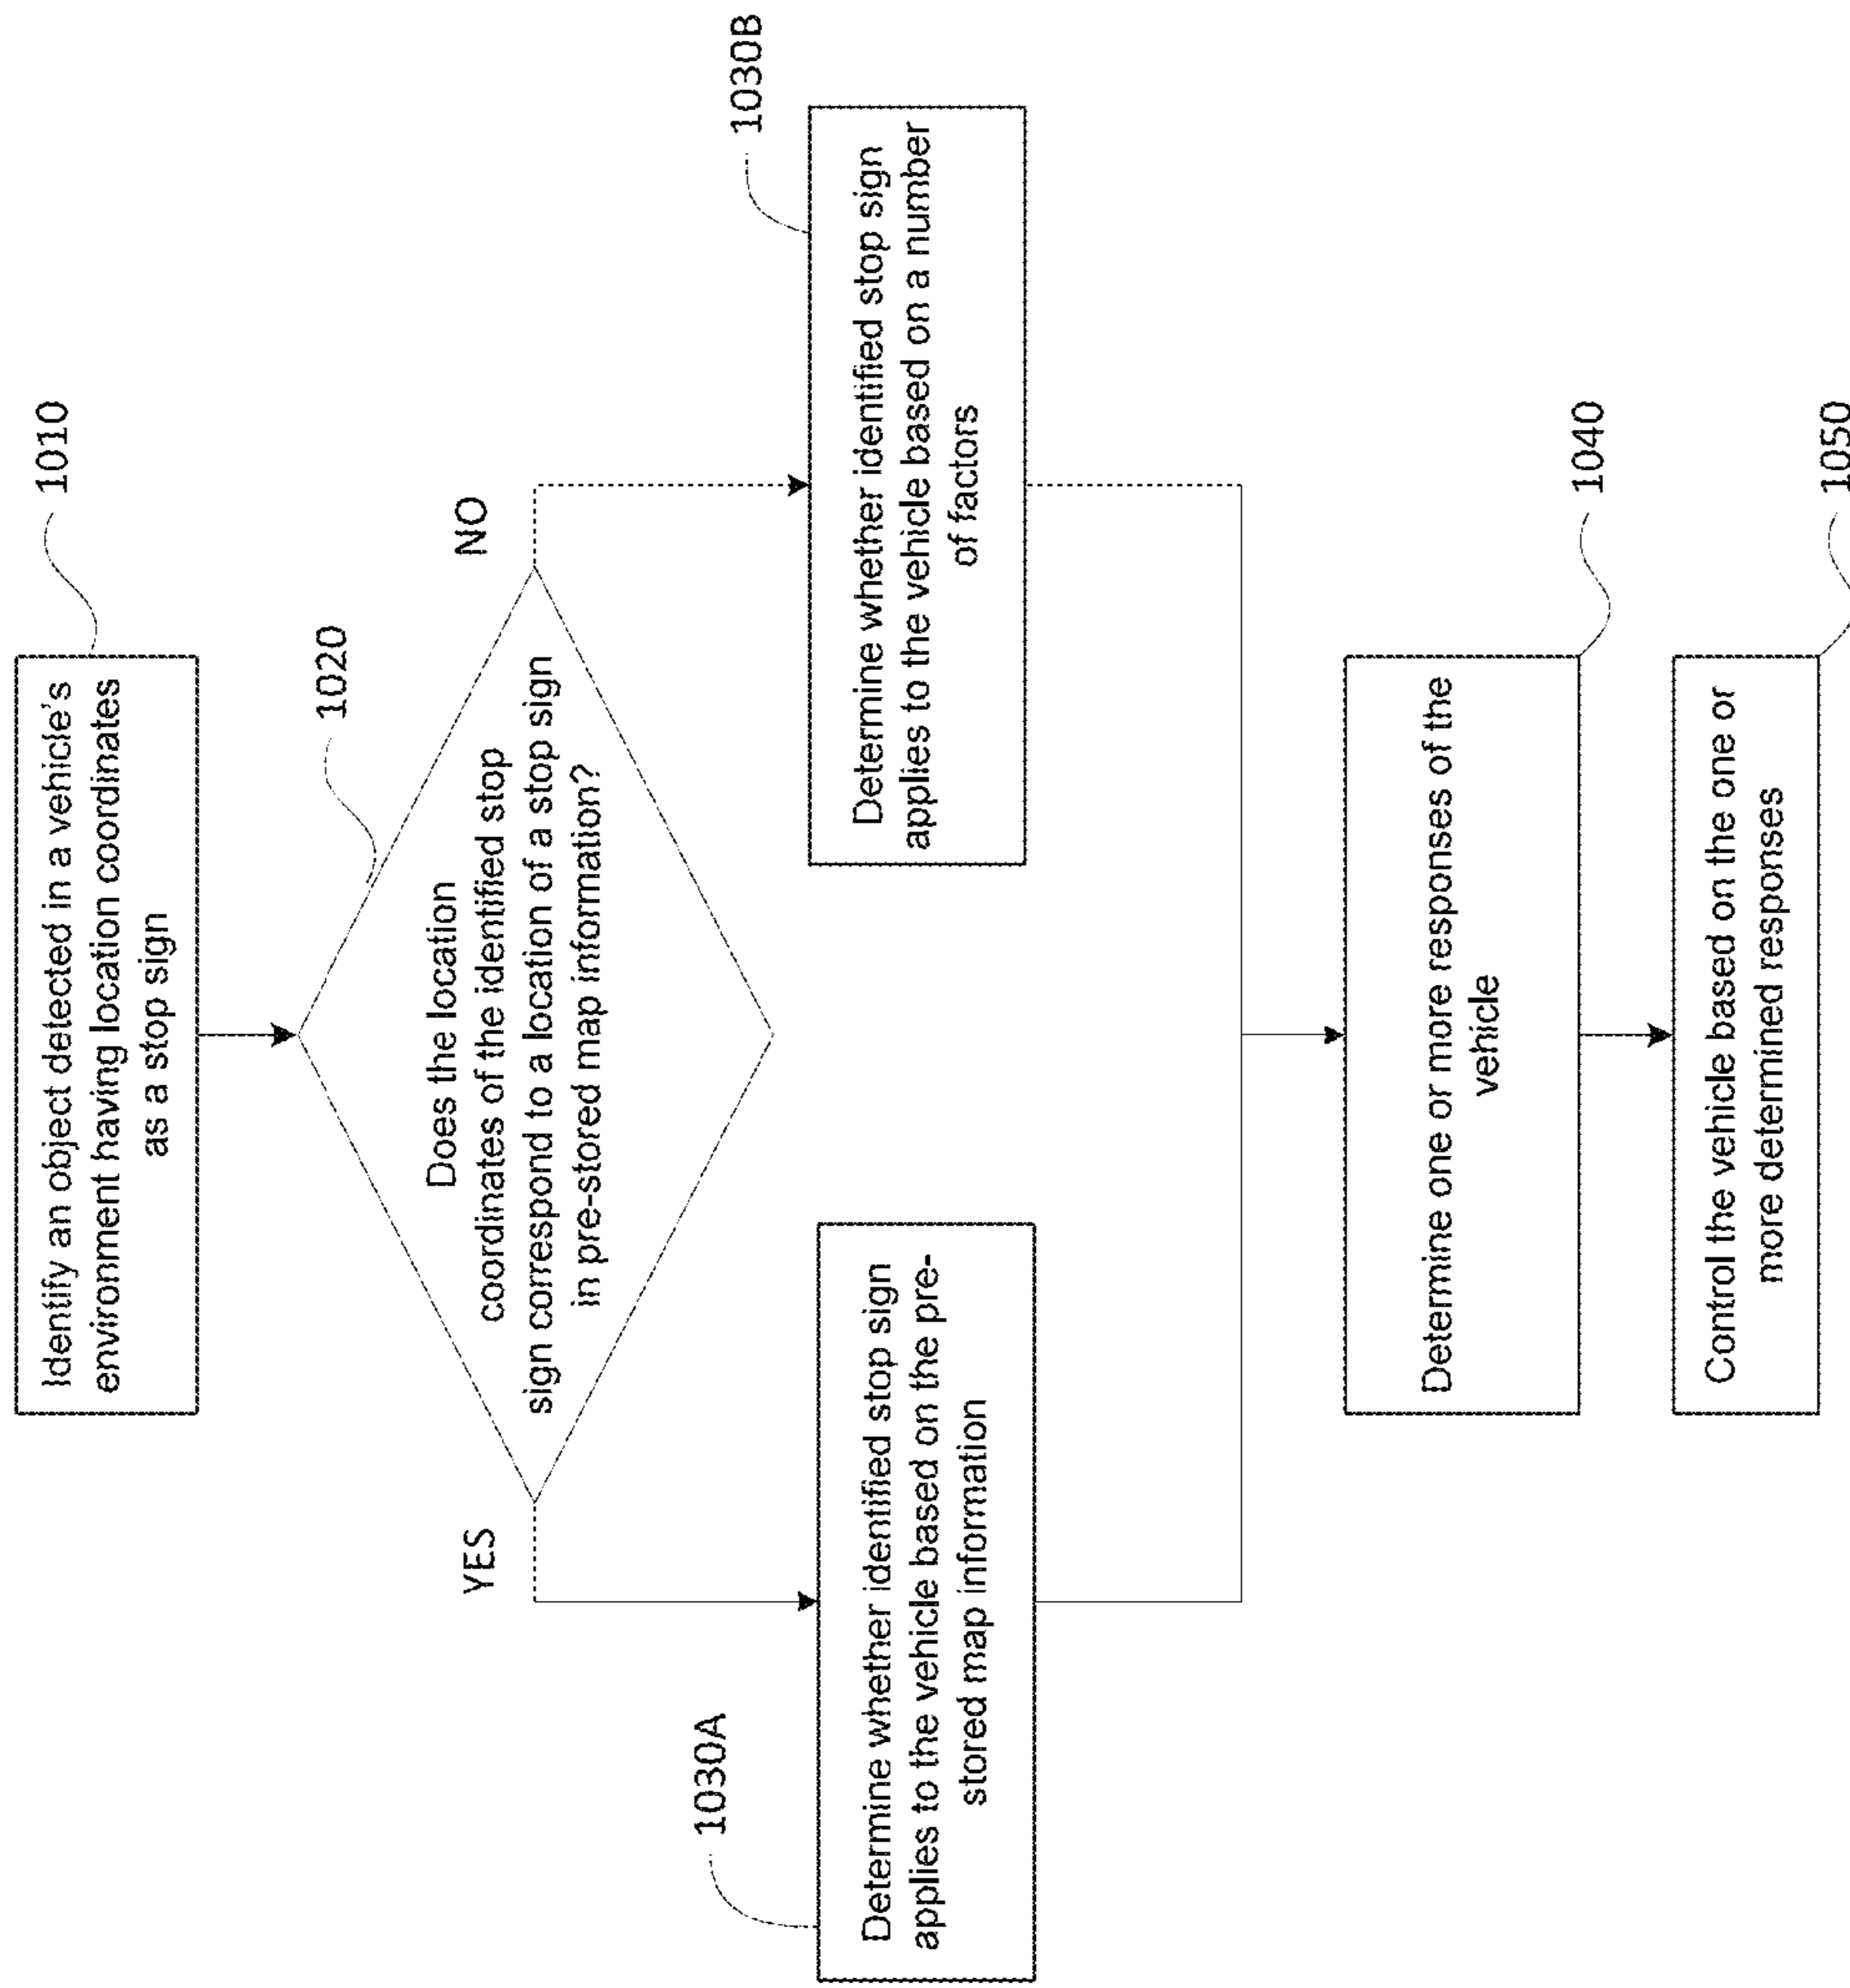 Identify an object detected in a vehicle's
environment having location coordinates
as a stop sign
1010
1020
Does the location
coordinates of the identified stop
sign correspond to a location of a stop sign
in pre-stored map information?
YES
NO
1030A
Determine whether identified stop sign
applies to the vehicle based on the pre-
stored map information
1030B
Determine whether identified stop sign
applies to the vehicle based on a number
of factors
Determine one or more responses of the
vehicle
1040
Control the vehicle based on the one or
more determined responses
1050